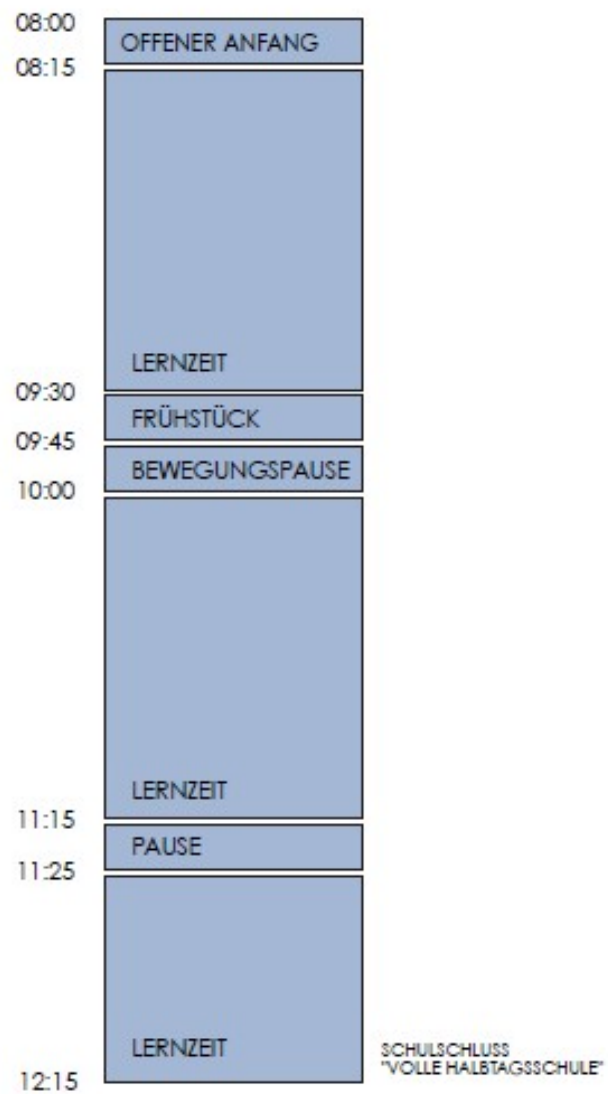 08:00
OFFENER ANFANG
08:15
LERNZEIT
09:30
FRÜHSTÜCK
09:45
BEWEGUNGSPAUSE
10:00
LERNZEIT
11:15
PAUSE
11:25
LERNZEIT
SCHULSCHLUSS
"VOLLE HALBTAGSSCHULE"
12:15